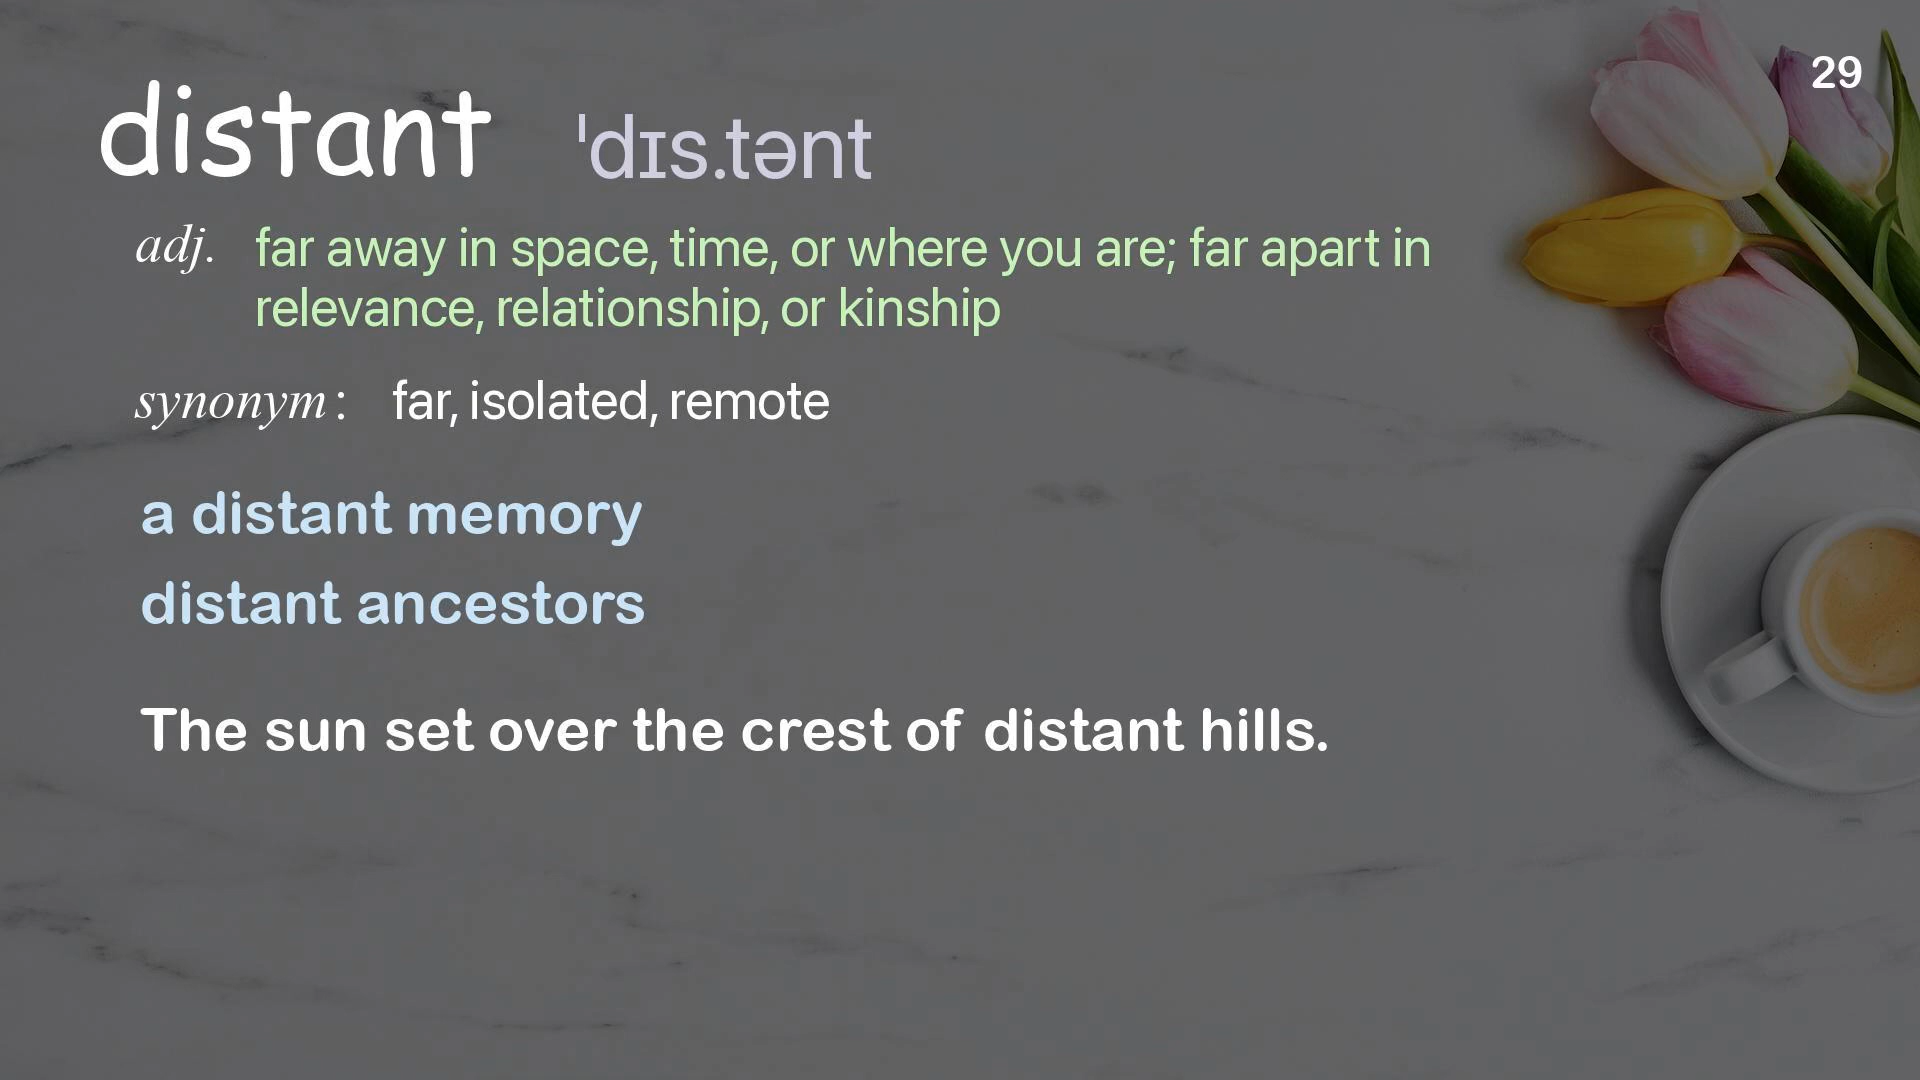 29
distant ˈdɪs.tənt
adj. far away in space, time, or where you are; far apart in
relevance, relationship, or kinship
synonym : far, isolated, remote
a distant memory
distant ancestors
The sun set over the crest of distant hills.